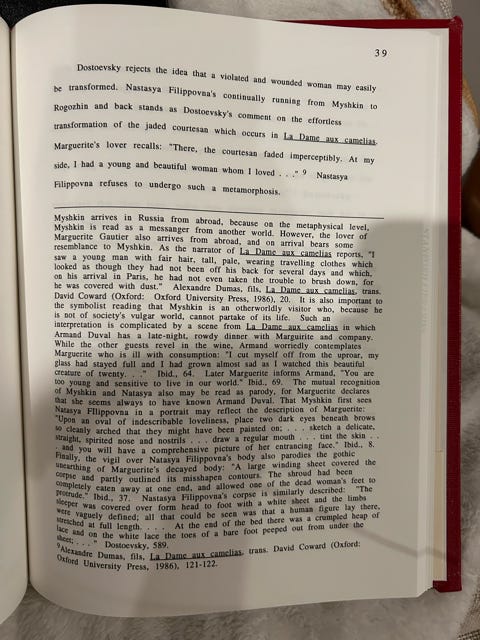 39
Dostoevsky rejects the idea that a violated and wounded woman may easily
be transformed. Nastasya Filippovna's continually running from Myshkin to
Rogozhin and back stands as Dostoevsky's comment on the effortless
transformation of the jaded courtesan which occurs in La Dame aux camelias.
Marguerite's lover recalls: "There, the courtesan faded imperceptibly. At my
side, I had a young and beautiful woman whom I loved . . ." 9 Nastasya
Filippovna refuses to undergo such a metamorphosis.
Myshkin arrives in Russia from abroad, because on the metaphysical level,
Myshkin is read as a messanger from another world. However, the lover of
Marguerite Gautier also arrives from abroad, and on arrival bears some
resemblance to Myshkin. As the narrator of La Dame aux camelias reports, "I
saw a young man with fair hair, tall, pale, wearing travelling clothes which
looked as though they had not been off his back for several days and which,
on his arrival in Paris, he had not even taken the trouble to brush down, for
he was covered with dust." Alexandre Dumas, fils, La Dame aux camelias, trans.
David Coward (Oxford: Oxford University Press, 1986), 20. It is also important to
the symbolist reading that Myshkin is an otherworldly visitor who, because he
is not of society's vulgar world, cannot partake of its life. Such an
interpretation is complicated by a scene from La Dame aux camelias in which
Armand Duval has a late-night, rowdy dinner with Marguirite and company.
While the other guests revel in the wine, Armand worriedly contemplates
Marguerite who is ill with consumption: "I cut myself off from the uproar, my
glass had stayed full and I had grown almost sad as I watched this beautiful
creature of twenty. . ." Ibid., 64. Later Marguerite informs Armand, "You are
too young and sensitive to live in our world." Ibid., 69. The mutual recognition
of Myshkin and Natasya also may be read as parody, for Marguerite declares
that she seems always to have known Armand Duval. That Myshkin first sees
Natasya FIlippovna in a portrait may reflect the description of Marguerite:
"Upon an oval of indescribable loveliness, place two dark eyes beneath brows
so cleanly arched that they might have been painted on; . . . sketch a delicate,
straight, spirited nose and nostrils . . . draw a regular mouth . . . tint the skin . .
. and you will have a comprehensive picture of her entrancing face." Ibid., 8.
Finally, the vigil over Natasya Filippovna's body also parodies the gothic
unearthing of Marguerite's decayed body: "A large winding sheet covered the
corpse and partly outlined its misshapen contours. The shroud had been
completely eaten away at one end, and allowed one of the dead woman's feet to
protrude." Ibid., 37. Nastasya Filippovna's corpse is similarly described: "The
sleeper was covered over form head to foot with a white sheet and the limbs
were vaguely defined; all that could be seen was that a human figure lay there,
stretched at full length. . . . At the end of the bed there was a crumpled heap of
lace and on the white lace the toes of a bare foot peeped out from under the
sheet; . . ." Dostoevsky, 589.
9Alexandre Dumas, fils, La Dame aux camelias, trans. David Coward (Oxford:
Oxford University Press, 1986), 121-122.